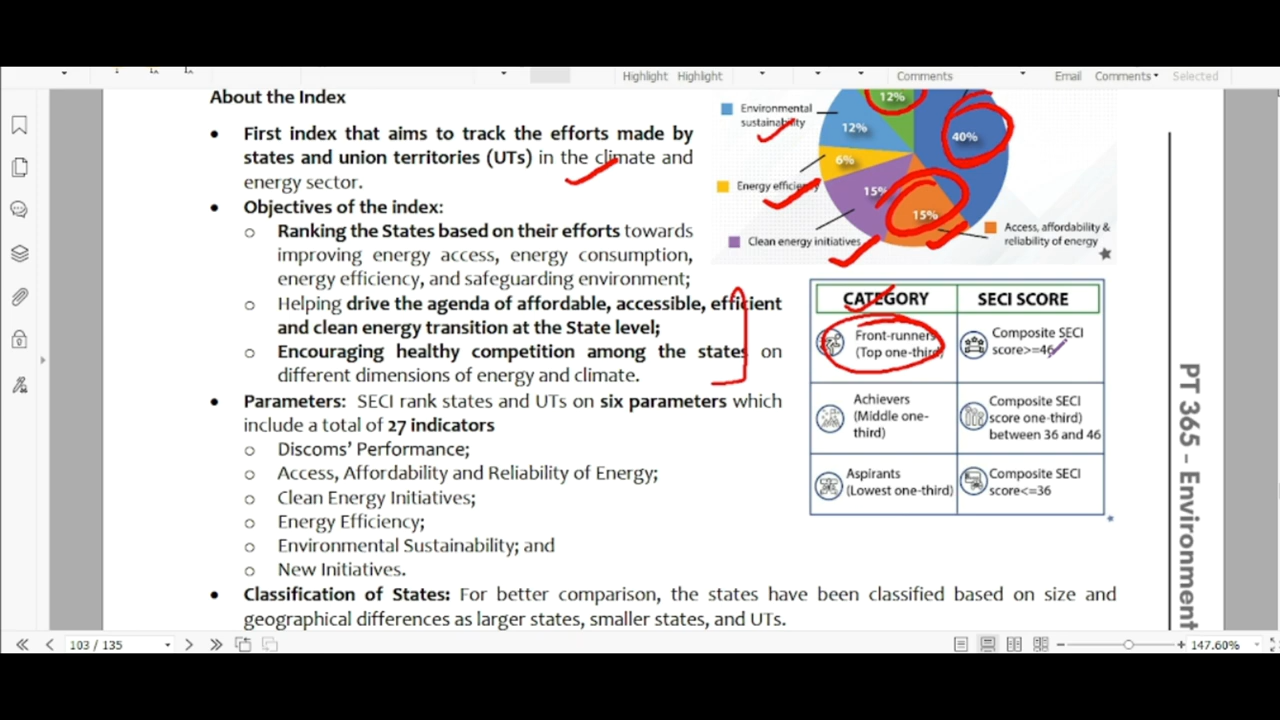 Highlight Highlight Comments Email Comments Selected
About the Index
• First index that aims to track the efforts made by
states and union territories (UTs) in the climate and
energy sector.
• Objectives of the index:
o Ranking the States based on their efforts towards
improving energy access, energy consumption,
energy efficiency, and safeguarding environment;
o Helping drive the agenda of affordable, accessible, efficient
and clean energy transition at the State level;
o Encouraging healthy competition among the states on
different dimensions of energy and climate.
• Parameters: SECI rank states and UTs on six parameters which
include a total of 27 indicators
o Discoms' Performance;
o Access, Affordability and Reliability of Energy;
o Clean Energy Initiatives;
o Energy Efficiency;
o Environmental Sustainability; and
o New Initiatives.
• Classification of States: For better comparison, the states have been classified based on size and
geographical differences as larger states, smaller states, and UTs.
12%
Environmental
sustainability
12%
40%
6%
Energy efficiency
15%
15%
Access, affordability &
reliability of energy
Clean energy initiatives
CATEGORY SECI SCORE
Front-runners
(Top one-third)
Composite SECI
score>=46
Achievers
(Middle one-
third)
Composite SECI
score one-third)
between 36 and 46
Aspirants
(Lowest one-third)
Composite SECI
score<=36
PT 365 - Environment
103 / 135
147.60%